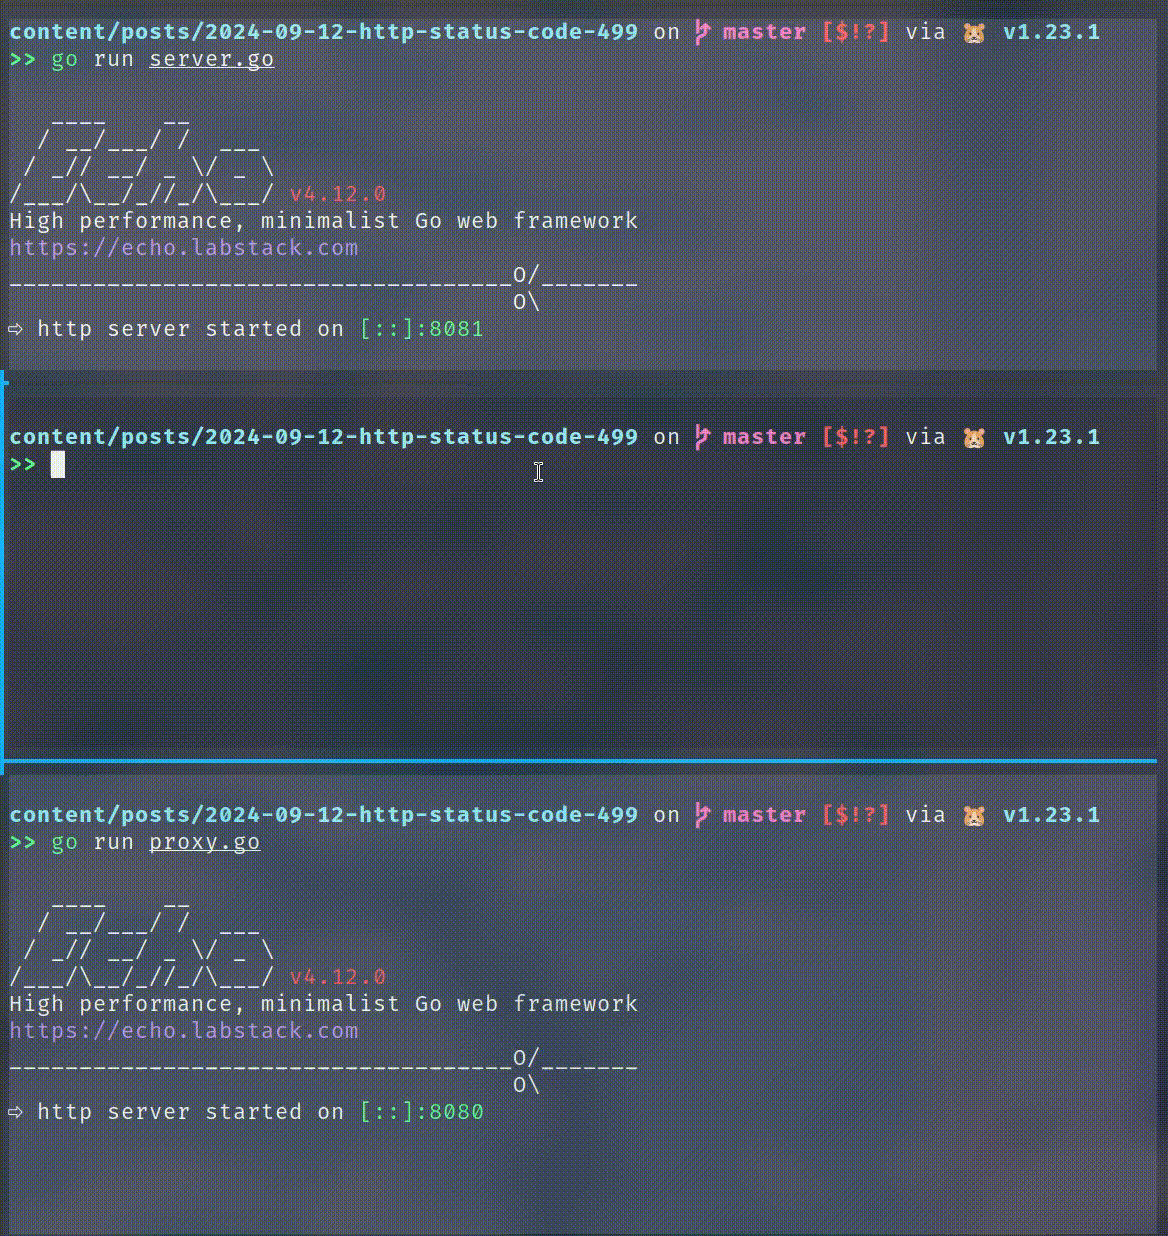 content/posts/2024-09-12-http-status-code-499 on master [$!?] via 🐹 v1.23.1
>> go run server.go
   ____     __
  / __/___/ /  ___
 / _// __/ _ \/ _ \
/___/\__/_//_/\___/ v4.12.0
High performance, minimalist Go web framework
https://echo.labstack.com
____________________________________O/_______
                                    O\
⇨ http server started on [::]:8081
content/posts/2024-09-12-http-status-code-499 on master [$!?] via 🐹 v1.23.1
>>
content/posts/2024-09-12-http-status-code-499 on master [$!?] via 🐹 v1.23.1
>> go run proxy.go
   ____     __
  / __/___/ /  ___
 / _// __/ _ \/ _ \
/___/\__/_//_/\___/ v4.12.0
High performance, minimalist Go web framework
https://echo.labstack.com
____________________________________O/_______
                                    O\
⇨ http server started on [::]:8080